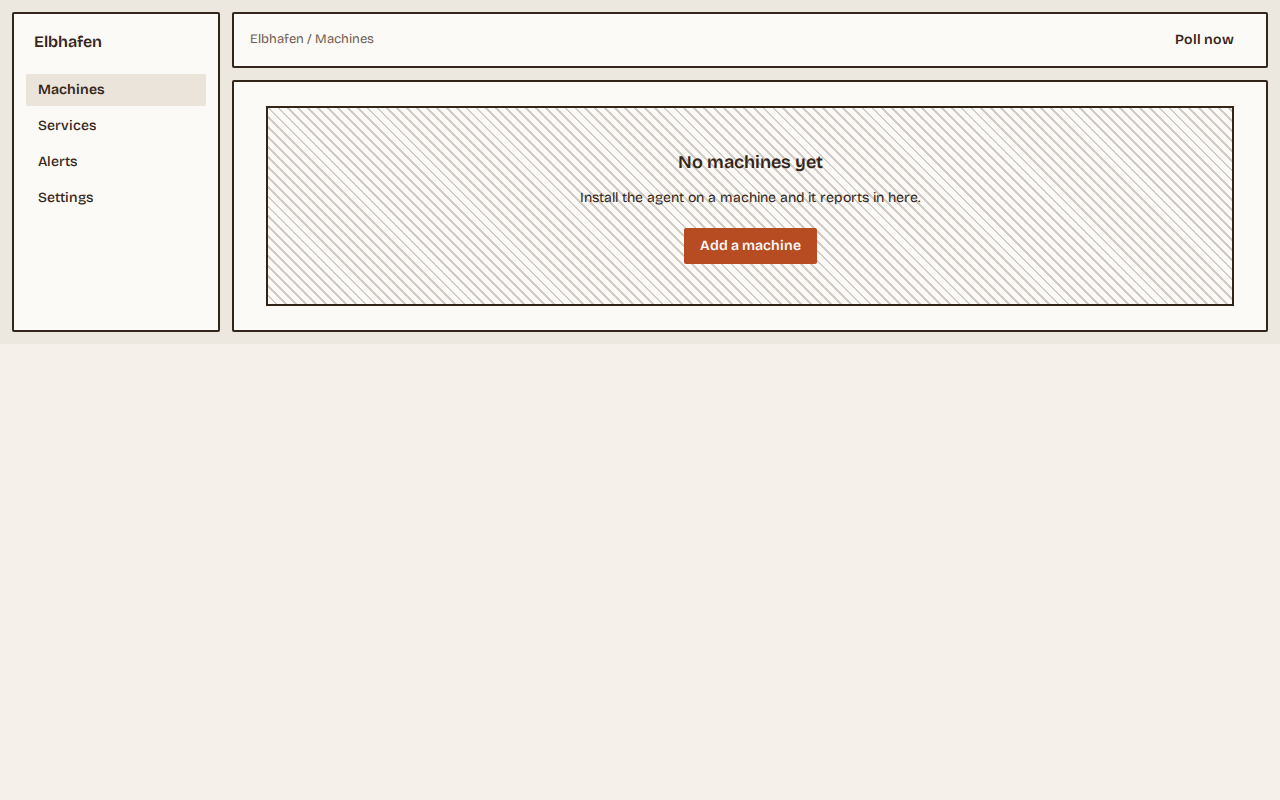 Elbhafen
Machines
Services
Alerts
Settings
Elbhafen / Machines
Poll now
No machines yet
Install the agent on a machine and it reports in here.
Add a machine